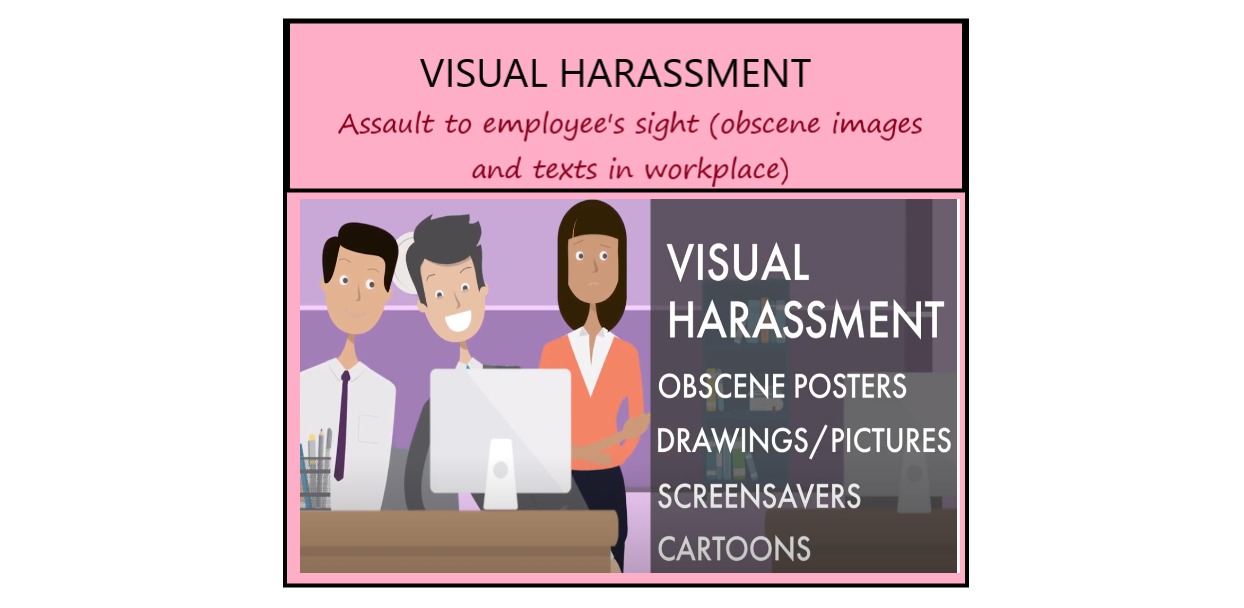 VISUAL HARASSMENT
Assault to employee's sight (obscene images
and texts in workplace)
VISUAL
HARASSMENT
OBSCENE POSTERS
DRAWINGS/PICTURES
SCREENSAVERS
CARTOONS